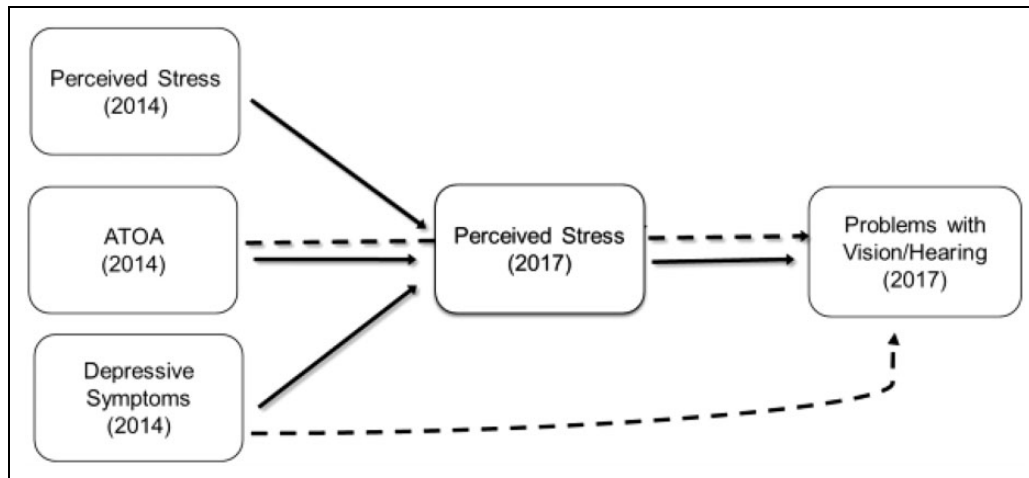 Perceived Stress
(2014)
ATOA
(2014)
Depressive
Symptoms
(2014)
Perceived Stress
(2017)
Problems with
Vision/Hearing
(2017)